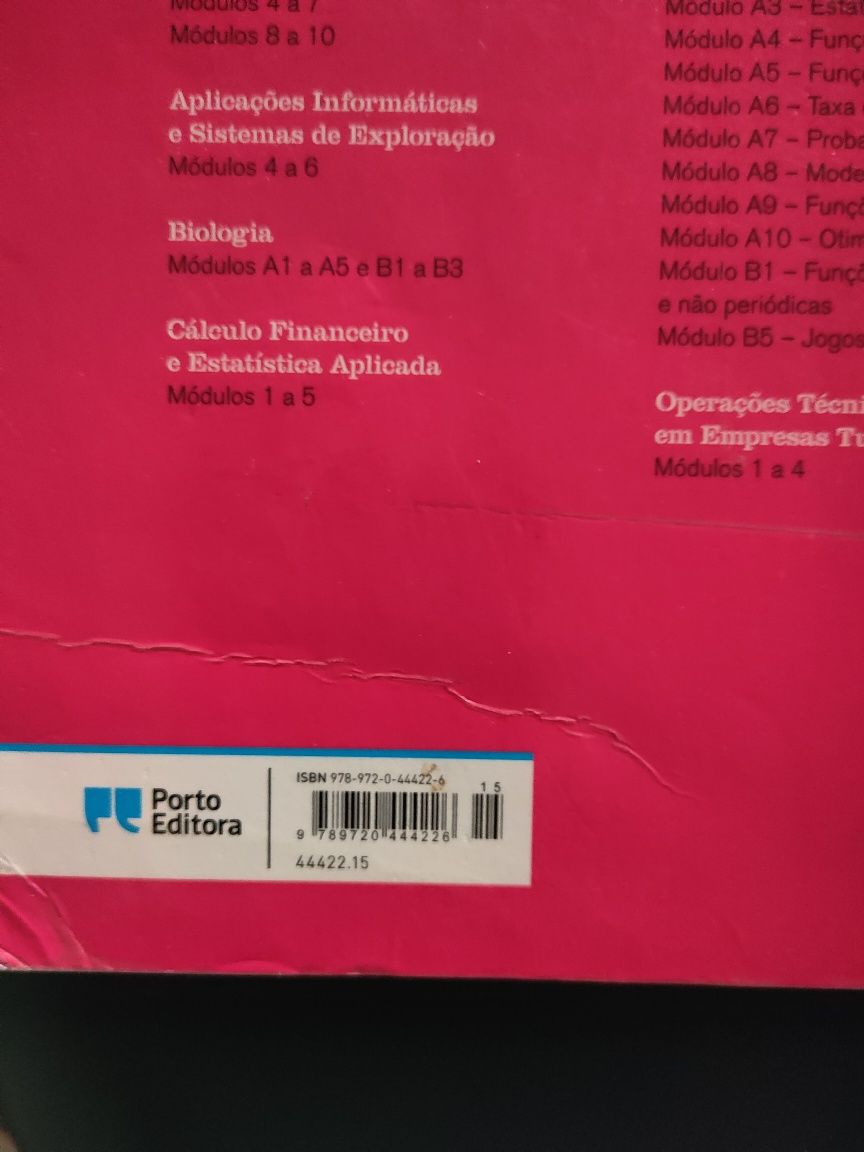 Módulos 4 a 7
Módulos 8 a 10
Aplicações Informáticas
e Sistemas de Exploração
Módulos 4 a 6
Biologia
Módulos A1 a A5 e B1 a B3
Cálculo Financeiro
e Estatística Aplicada
Módulos 1 a 5
Módulo A3 –
Módulo A4 –
Módulo A5 –
Módulo A6 – Taxa
Módulo A7 –
Módulo A8 –
Módulo A9 –
Módulo A10 –
Módulo B1 –
e não periódicas
Módulo B5 – Jogos
Operações
em Empresas
Módulos 1 a 4
Porto
Editora
ISBN 978-972-0-44422-6
15
9 789720 444226
44422.15